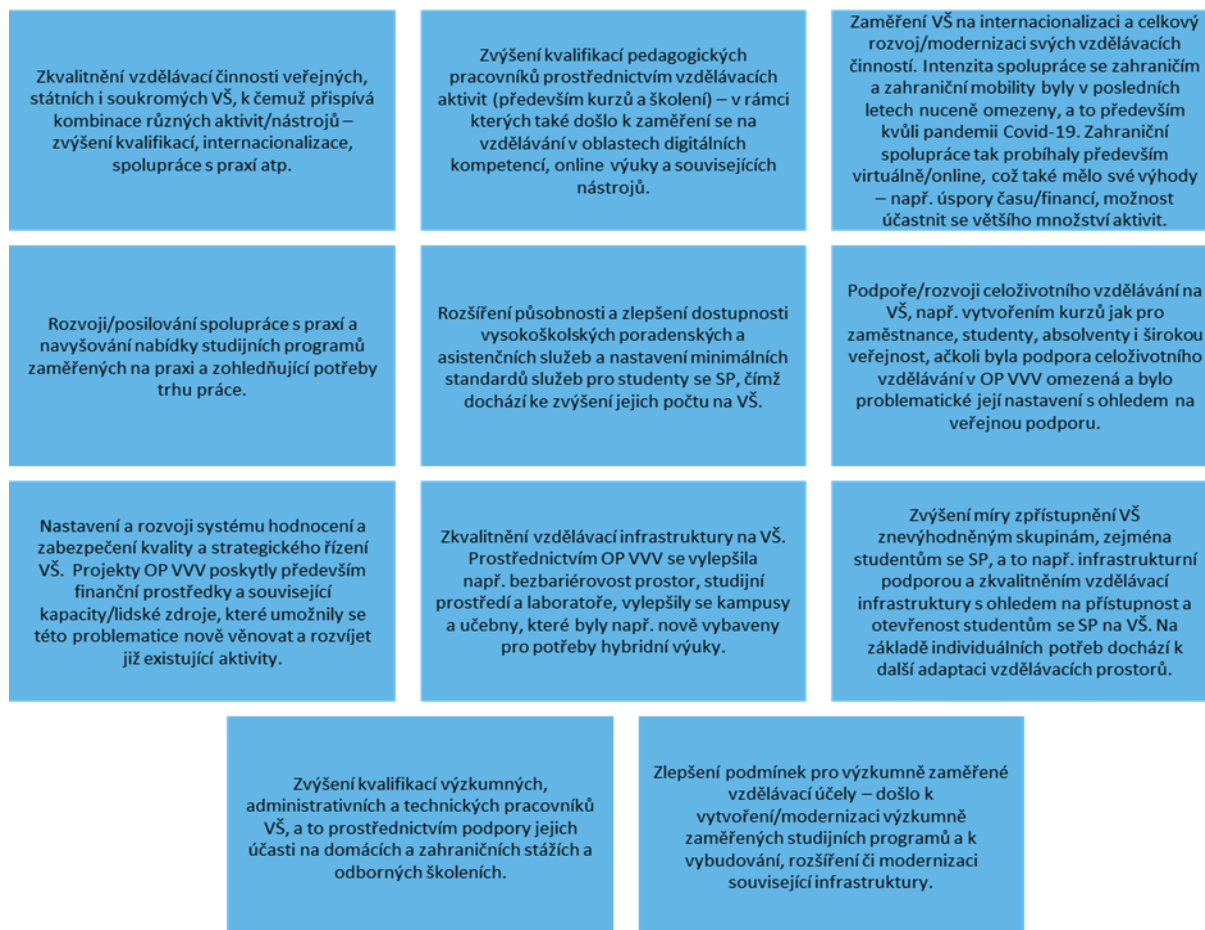 Zkvalitnění vzdělávací činnosti veřejných,
státních i soukromých VŠ, k čemuž přispívá
kombinace různých aktivit/nástrojů –
zvýšení kvalifikací, internacionalizace,
spolupráce s praxí atp.
Zvýšení kvalifikací pedagogických
pracovníků prostřednictvím vzdělávacích
aktivit (především kurzů a školení) – v rámci
kterých také došlo k zaměření se na
vzdělávání v oblastech digitálních
kompetencí, online výuky a souvisejících
nástrojů.
Zaměření VŠ na internacionalizaci a celkový
rozvoj/modernizaci svých vzdělávacích
činností. Intenzita spolupráce se zahraničím
a zahraniční mobility byly v posledních
letech nuceně omezeny, a to především
kvůli pandemii Covid-19. Zahraniční
spolupráce tak probíhaly především
virtuálně/online, což také mělo své výhody
– např. úspory času/financí, možnost
účastnit se většího množství aktivit.
Rozvoji/posilování spolupráce s praxí a
navyšování nabídky studijních programů
zaměřených na praxi a zohledňující potřeby
trhu práce.
Rozšíření působnosti a zlepšení dostupnosti
vysokoškolských poradenských a
asistenčních služeb a nastavení minimálních
standardů služeb pro studenty se SP, čímž
dochází ke zvýšení jejich počtu na VŠ.
Podpoře/rozvoji celoživotního vzdělávání na
VŠ, např. vytvořením kurzů jak pro
zaměstnance, studenty, absolventy i širokou
veřejnost, ačkoli byla podpora celoživotního
vzdělávání v OP VVV omezená a bylo
problematické její nastavení s ohledem na
veřejnou podporu.
Nastavení a rozvoji systému hodnocení a
zabezpečení kvality a strategického řízení
VŠ. Projekty OP VVV poskytly především
finanční prostředky a související
kapacity/lidské zdroje, které umožnily se
této problematice nově věnovat a rozvíjet
již existující aktivity.
Zkvalitnění vzdělávací infrastruktury na VŠ.
Prostřednictvím OP VVV se vylepšila
např. bezbariérovost prostor, studijní
prostředí a laboratoře, vylepšily se kampusy
a učebny, které byly např. nově vybaveny
pro potřeby hybridní výuky.
Zvýšení míry zpřístupnění VŠ
znevýhodněným skupinám, zejména
studentům se SP, a to např. infrastrukturní
podporou a zkvalitněním vzdělávací
infrastruktury s ohledem na přístupnost a
otevřenost studentům se SP na VŠ. Na
základě individuálních potřeb dochází k
další adaptaci vzdělávacích prostorů.
Zvýšení kvalifikací výzkumných,
administrativních a technických pracovníků
VŠ, a to prostřednictvím podpory jejich
účasti na domácích a zahraničních stážích a
odborných školeních.
Zlepšení podmínek pro výzkumně zaměřené
vzdělávací účely – došlo k
vytvoření/modernizaci výzkumně
zaměřených studijních programů a k
vybudování, rozšíření či modernizaci
související infrastruktury.